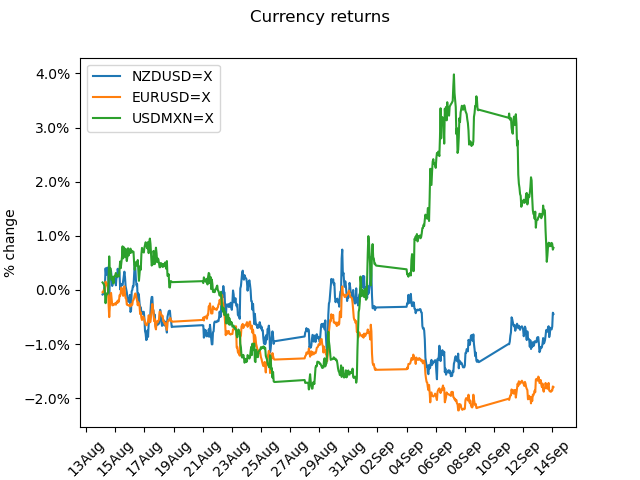 Currency returns
NZDUSD=X
EURUSD=X
USDMXN=X
% change
4.0%
3.0%
2.0%
1.0%
0.0%
−1.0%
−2.0%
13Aug 15Aug 17Aug 19Aug 21Aug 23Aug 25Aug 27Aug 29Aug 31Aug 02Sep 04Sep 06Sep 08Sep 10Sep 12Sep 14Sep